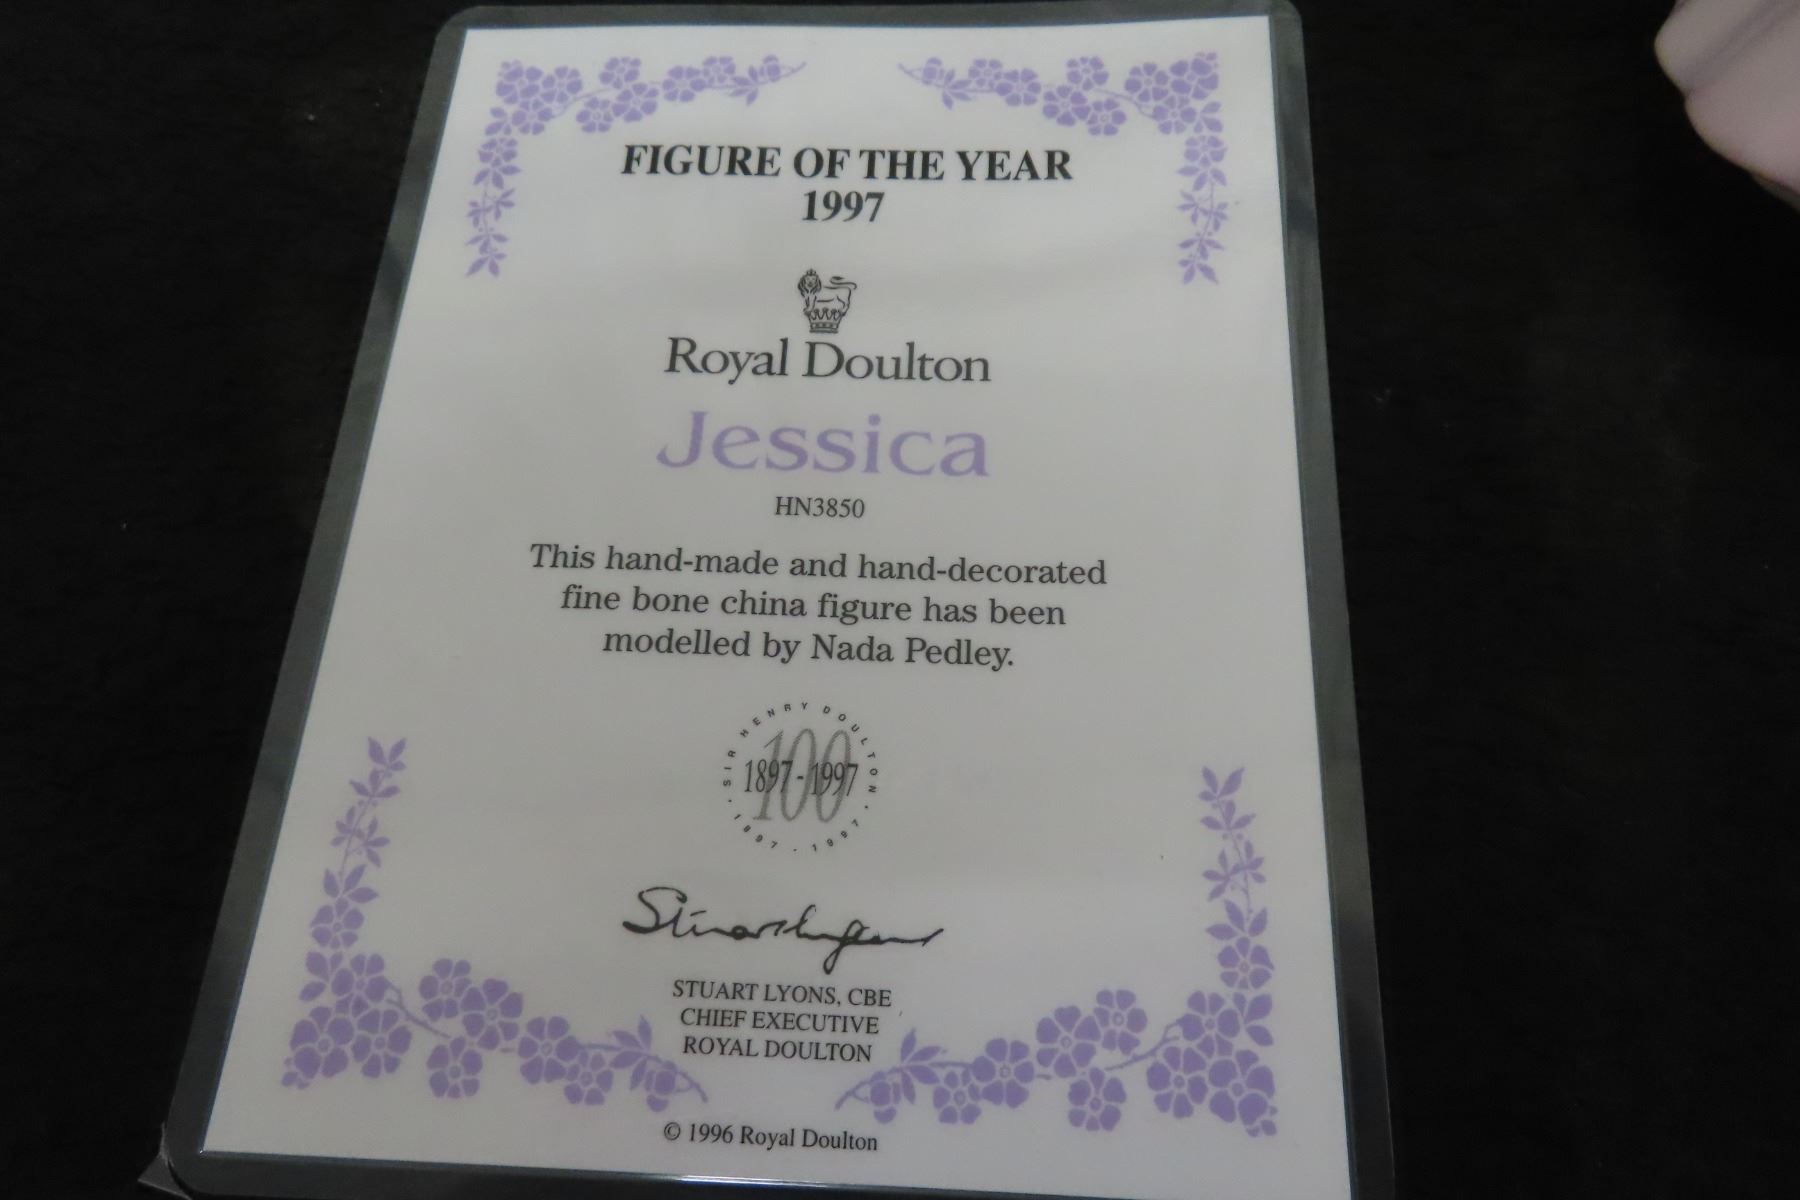 FIGURE OF THE YEAR
1997
Royal Doulton
Jessica
HN3850
This hand-made and hand-decorated
fine bone china figure has been
modelled by Nada Pedley.
SIR HENRY DOULTON
100
1897-1997
· 1897 - 1997 ·
STUART LYONS, CBE
CHIEF EXECUTIVE
ROYAL DOULTON
© 1996 Royal Doulton